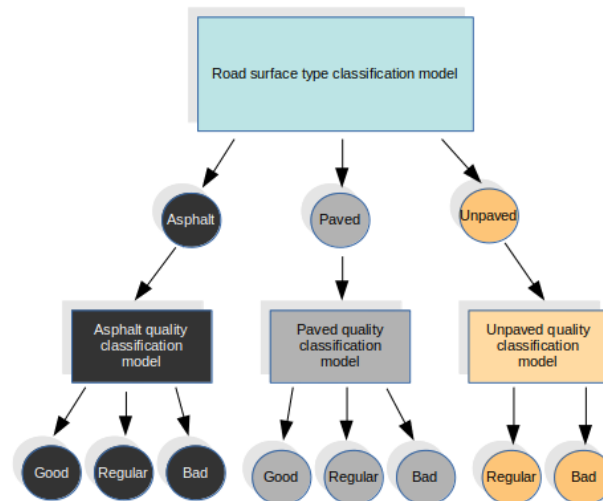 Road surface type classification model
Asphalt
Paved
Unpaved
Asphalt quality
classification
model
Paved quality
classification
model
Unpaved quality
classification
model
Good
Regular
Bad
Good
Regular
Bad
Regular
Bad